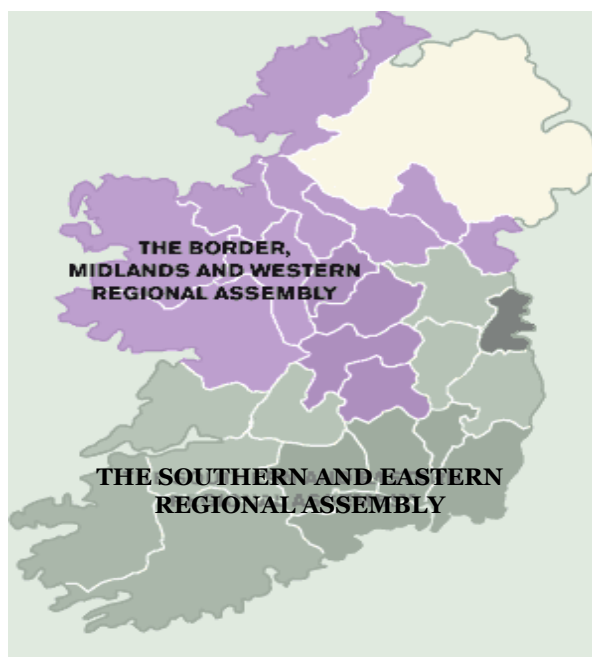 THE BORDER,
MIDLANDS AND WESTERN
REGIONAL ASSEMBLY
THE SOUTHERN AND EASTERN
REGIONAL ASSEMBLY